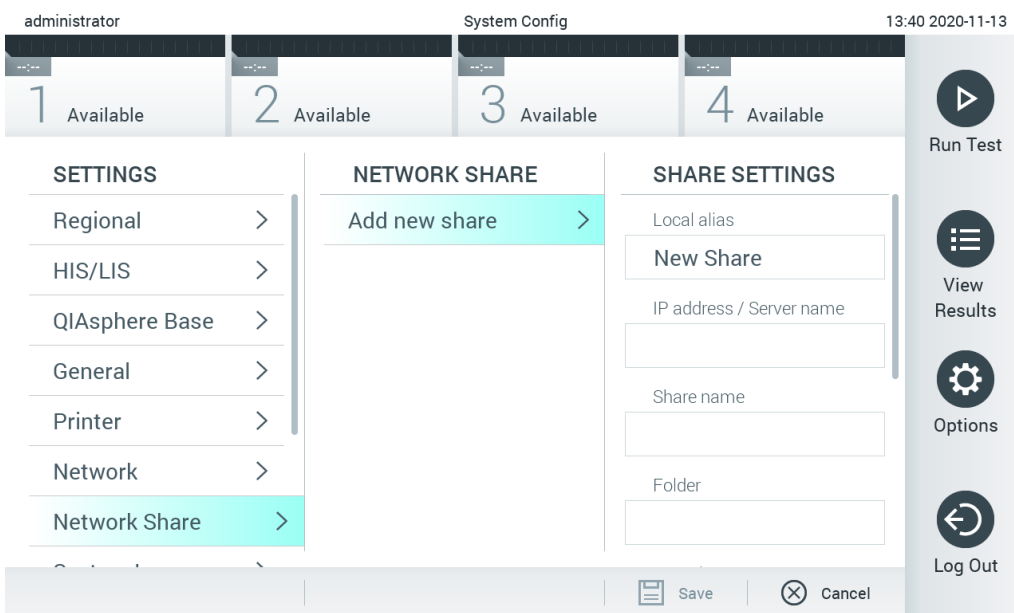 administrator System Config 13:40 2020-11-13
--:-- --:-- --:-- --:--
1 Available 2 Available 3 Available 4 Available
Run Test
View
Results
Options
Log Out
SETTINGS
Regional
HIS/LIS
QIAsphere Base
General
Printer
Network
Network Share
NETWORK SHARE
Add new share
SHARE SETTINGS
Local alias
New Share
IP address / Server name
Share name
Folder
Save Cancel